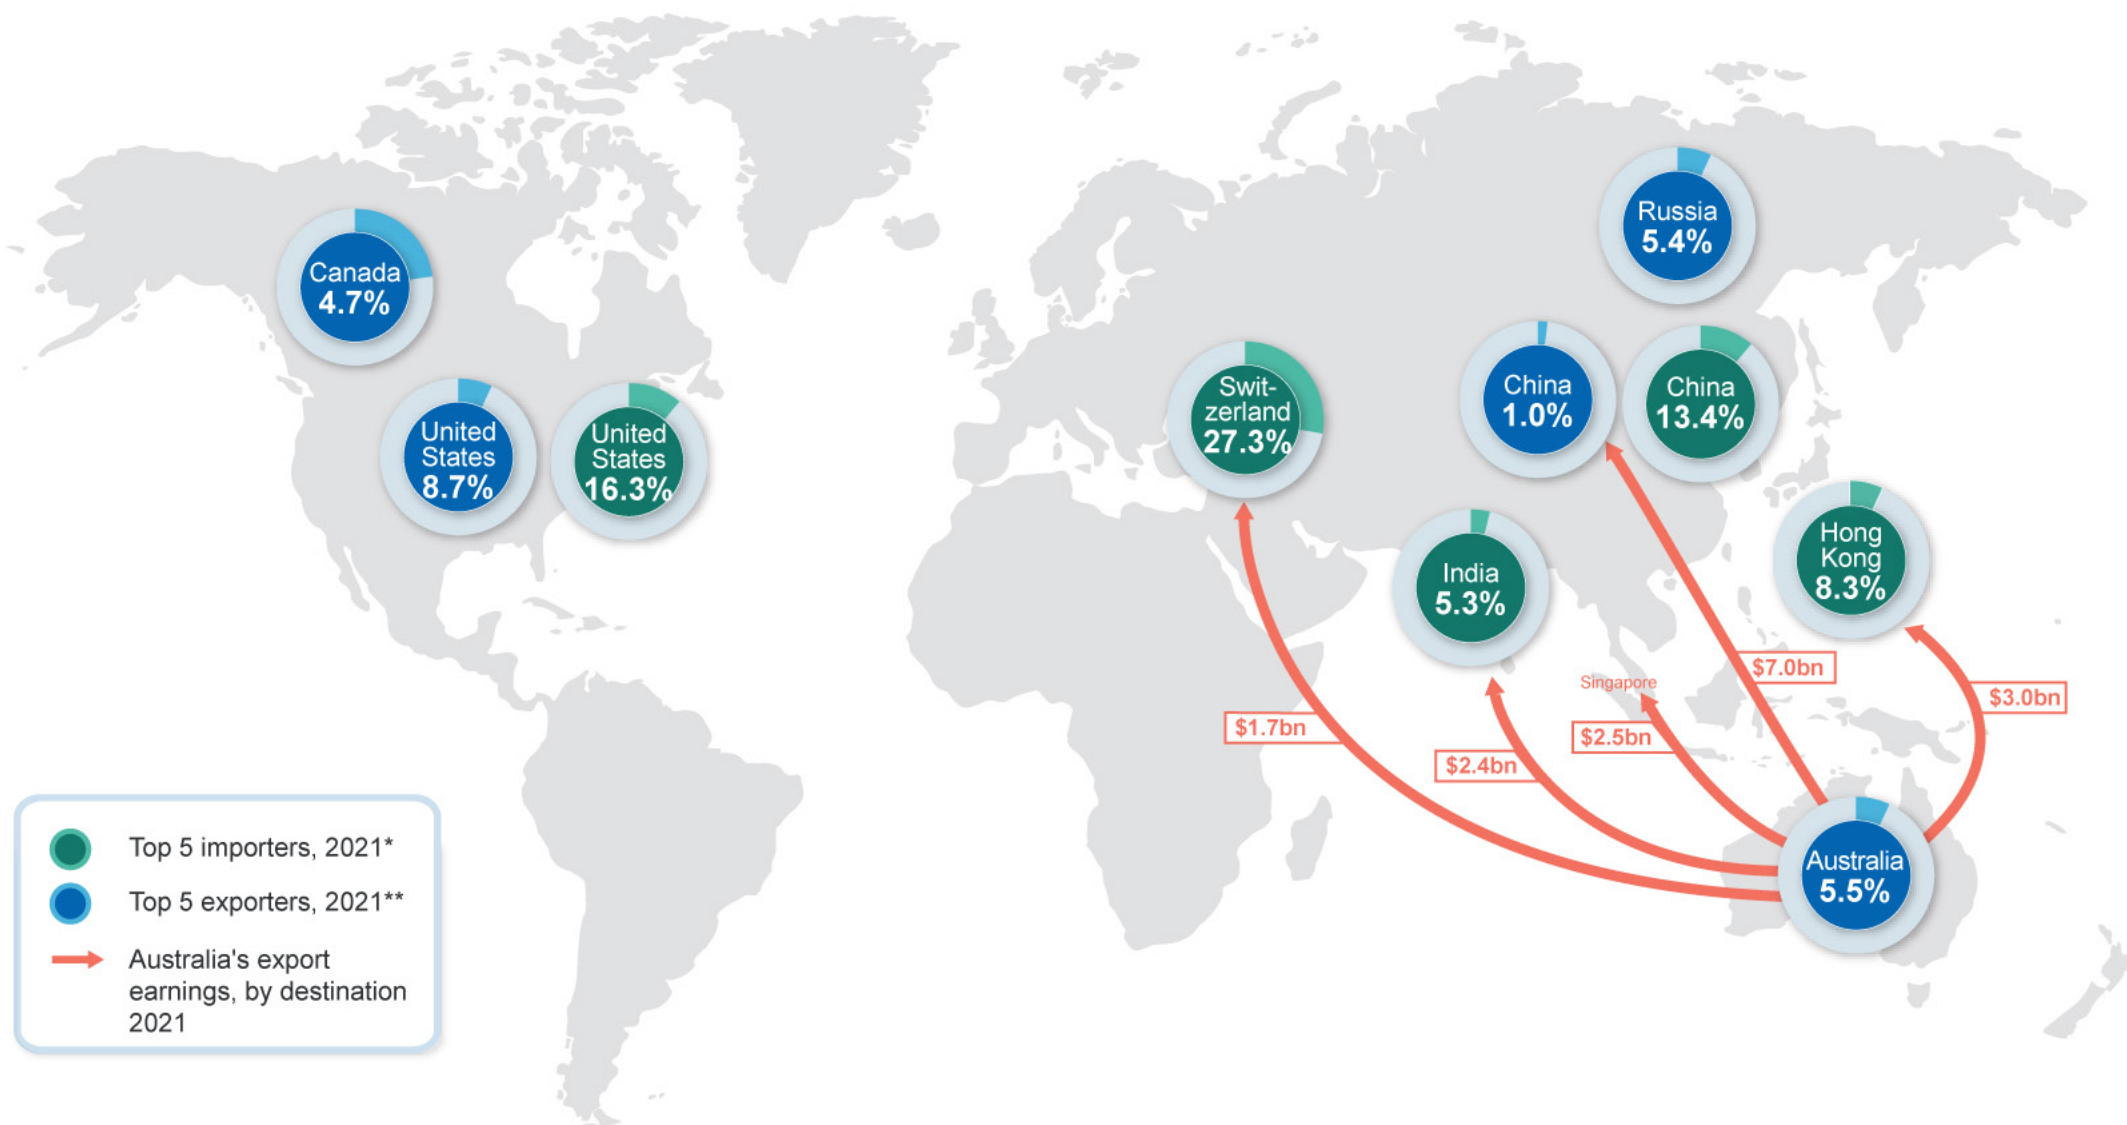 Russia
5.4%
Canada
4.7%
China
1.0%
China
13.4%
Swit-
zerland
27.3%
United
States
8.7%
United
States
16.3%
Hong
Kong
8.3%
India
5.3%
$7.0bn
Singapore
$3.0bn
$1.7bn
$2.5bn
$2.4bn
Australia
5.5%
Top 5 importers, 2021*
Top 5 exporters, 2021**
Australia's export
earnings, by destination
2021